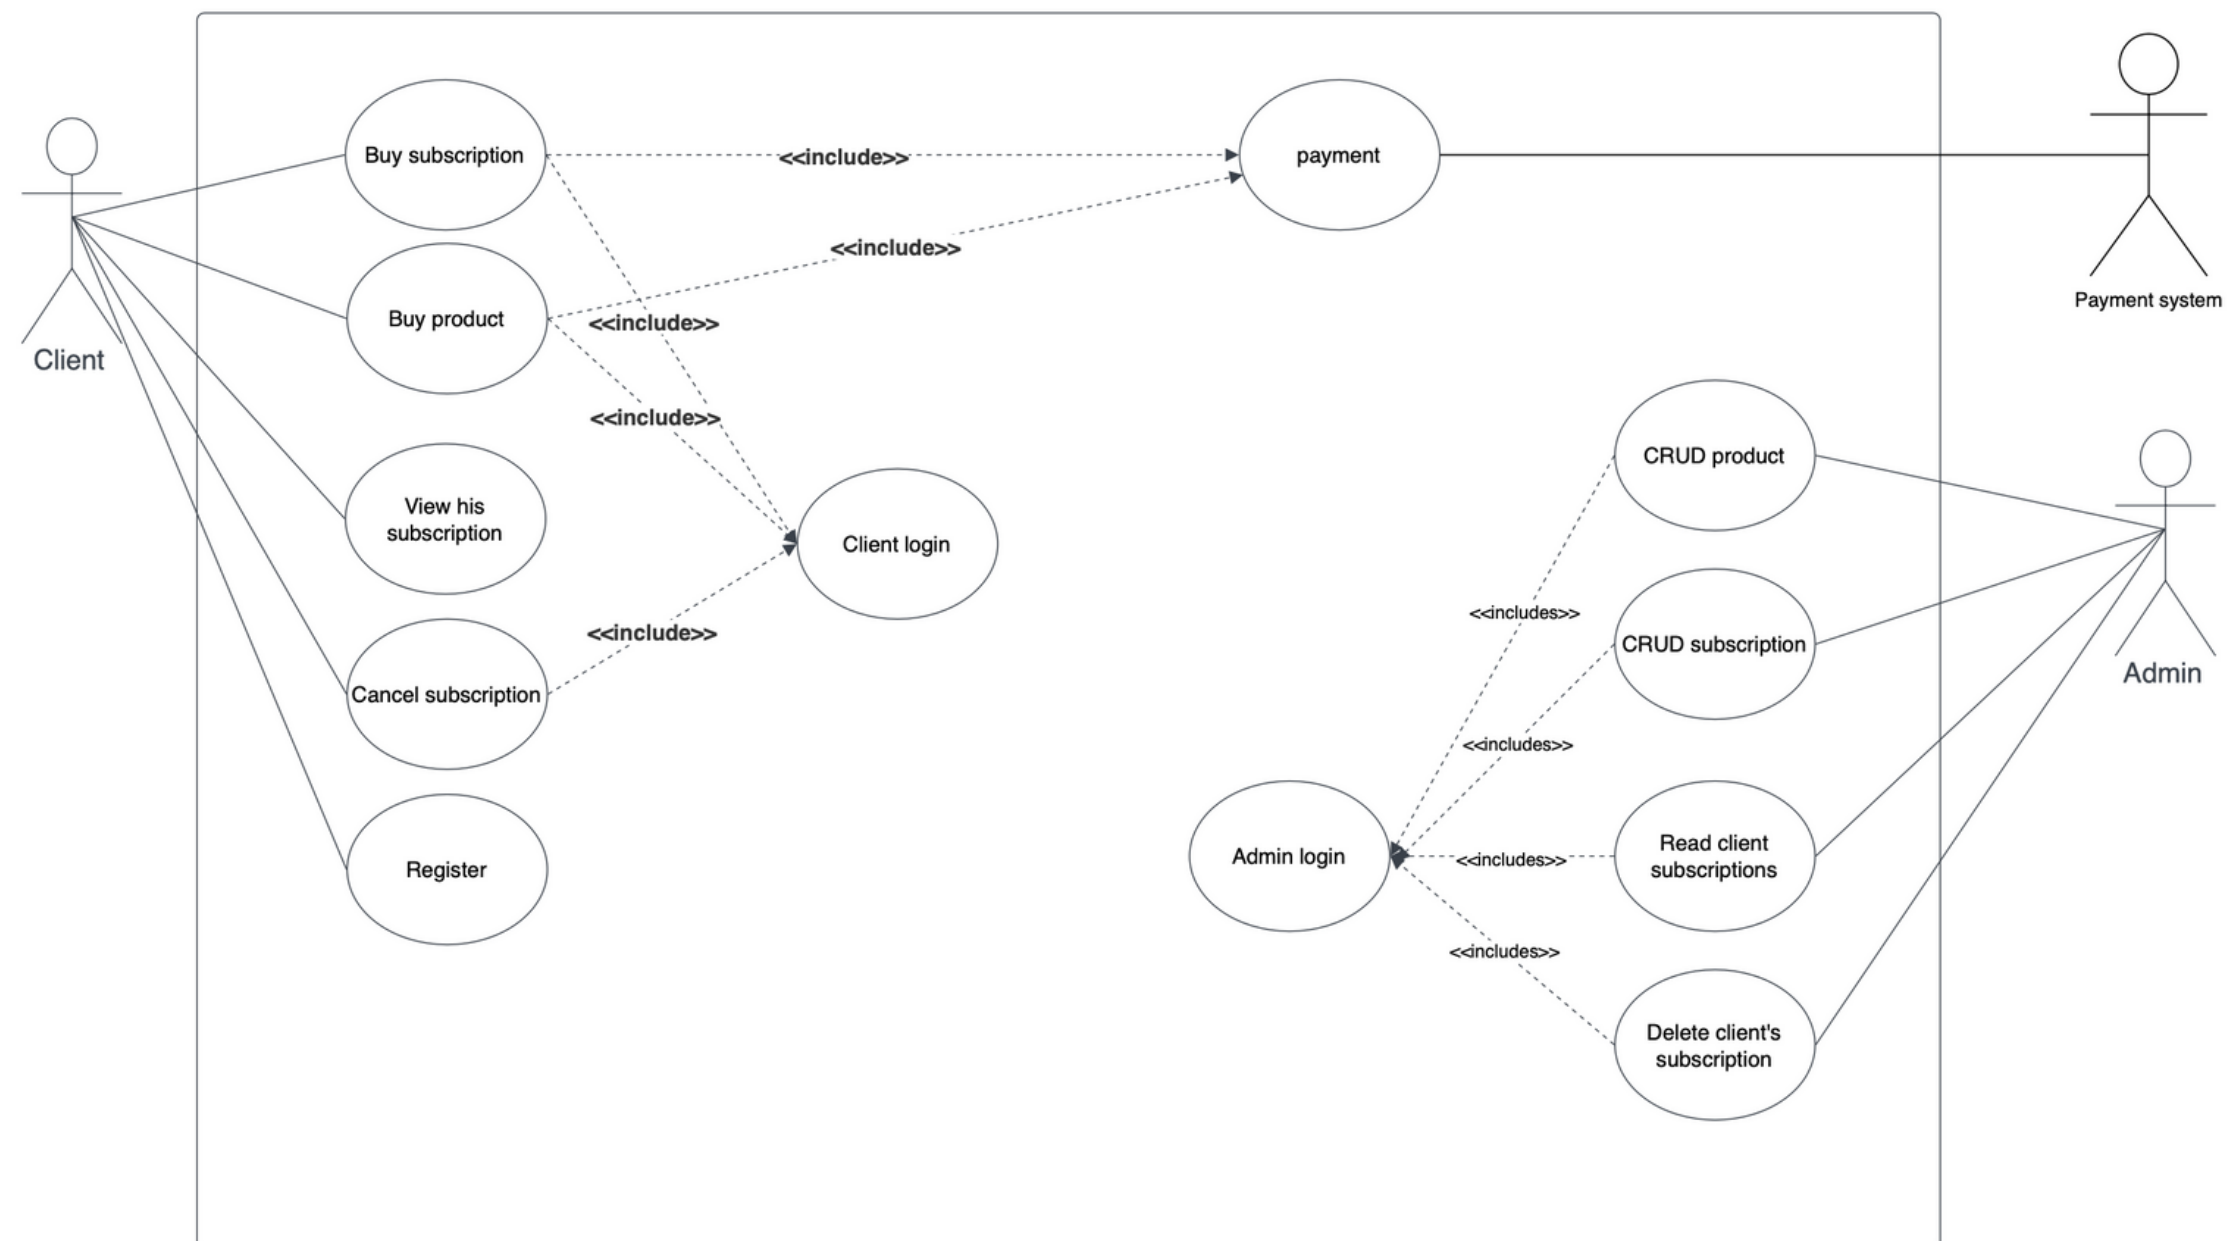 Buy subscription
<<include>>
payment
<<include>>
Payment system
Buy product
<<include>>
Client
<<include>>
CRUD product
View his
subscription
Client login
<<includes>>
<<include>>
CRUD subscription
Admin
Cancel subscription
<<includes>>
Register
Admin login
<<includes>>
Read client
subscriptions
<<includes>>
Delete client's
subscription